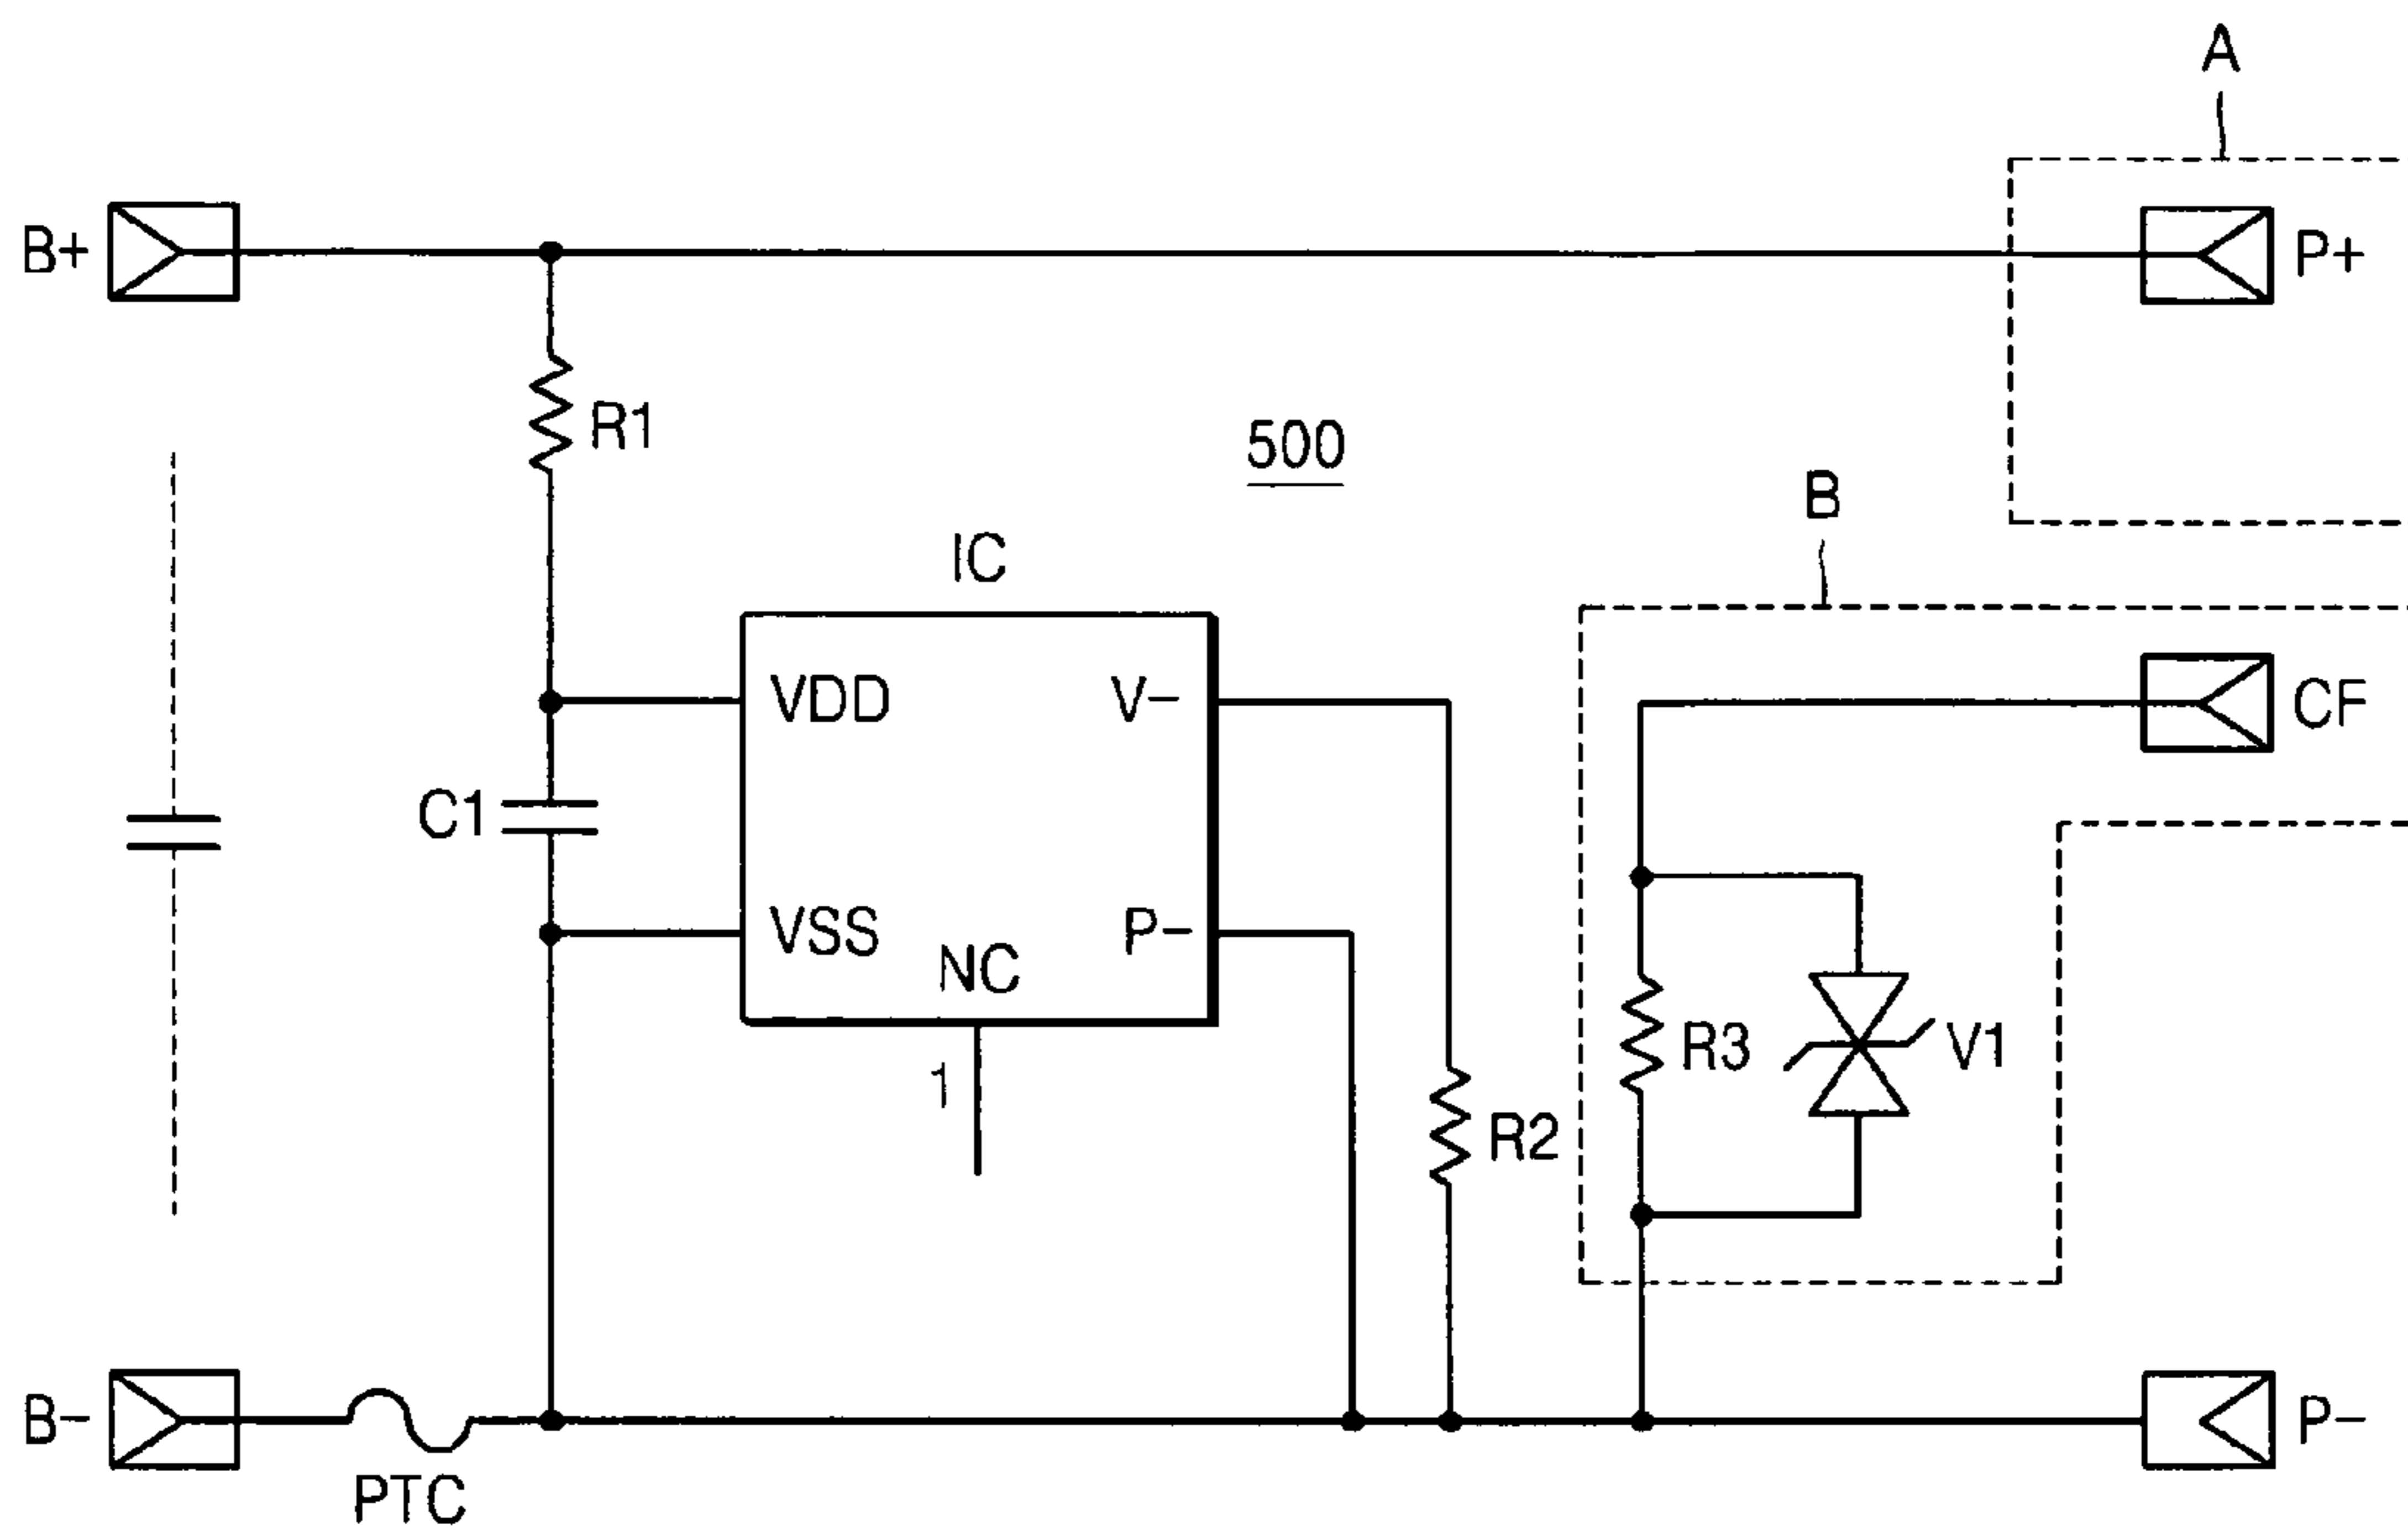 A
B+
P+
R1
500
B
IC
VDD
V−
CF
C1
VSS
P−
NC
R3
V1
1
R2
B−
P−
PTC